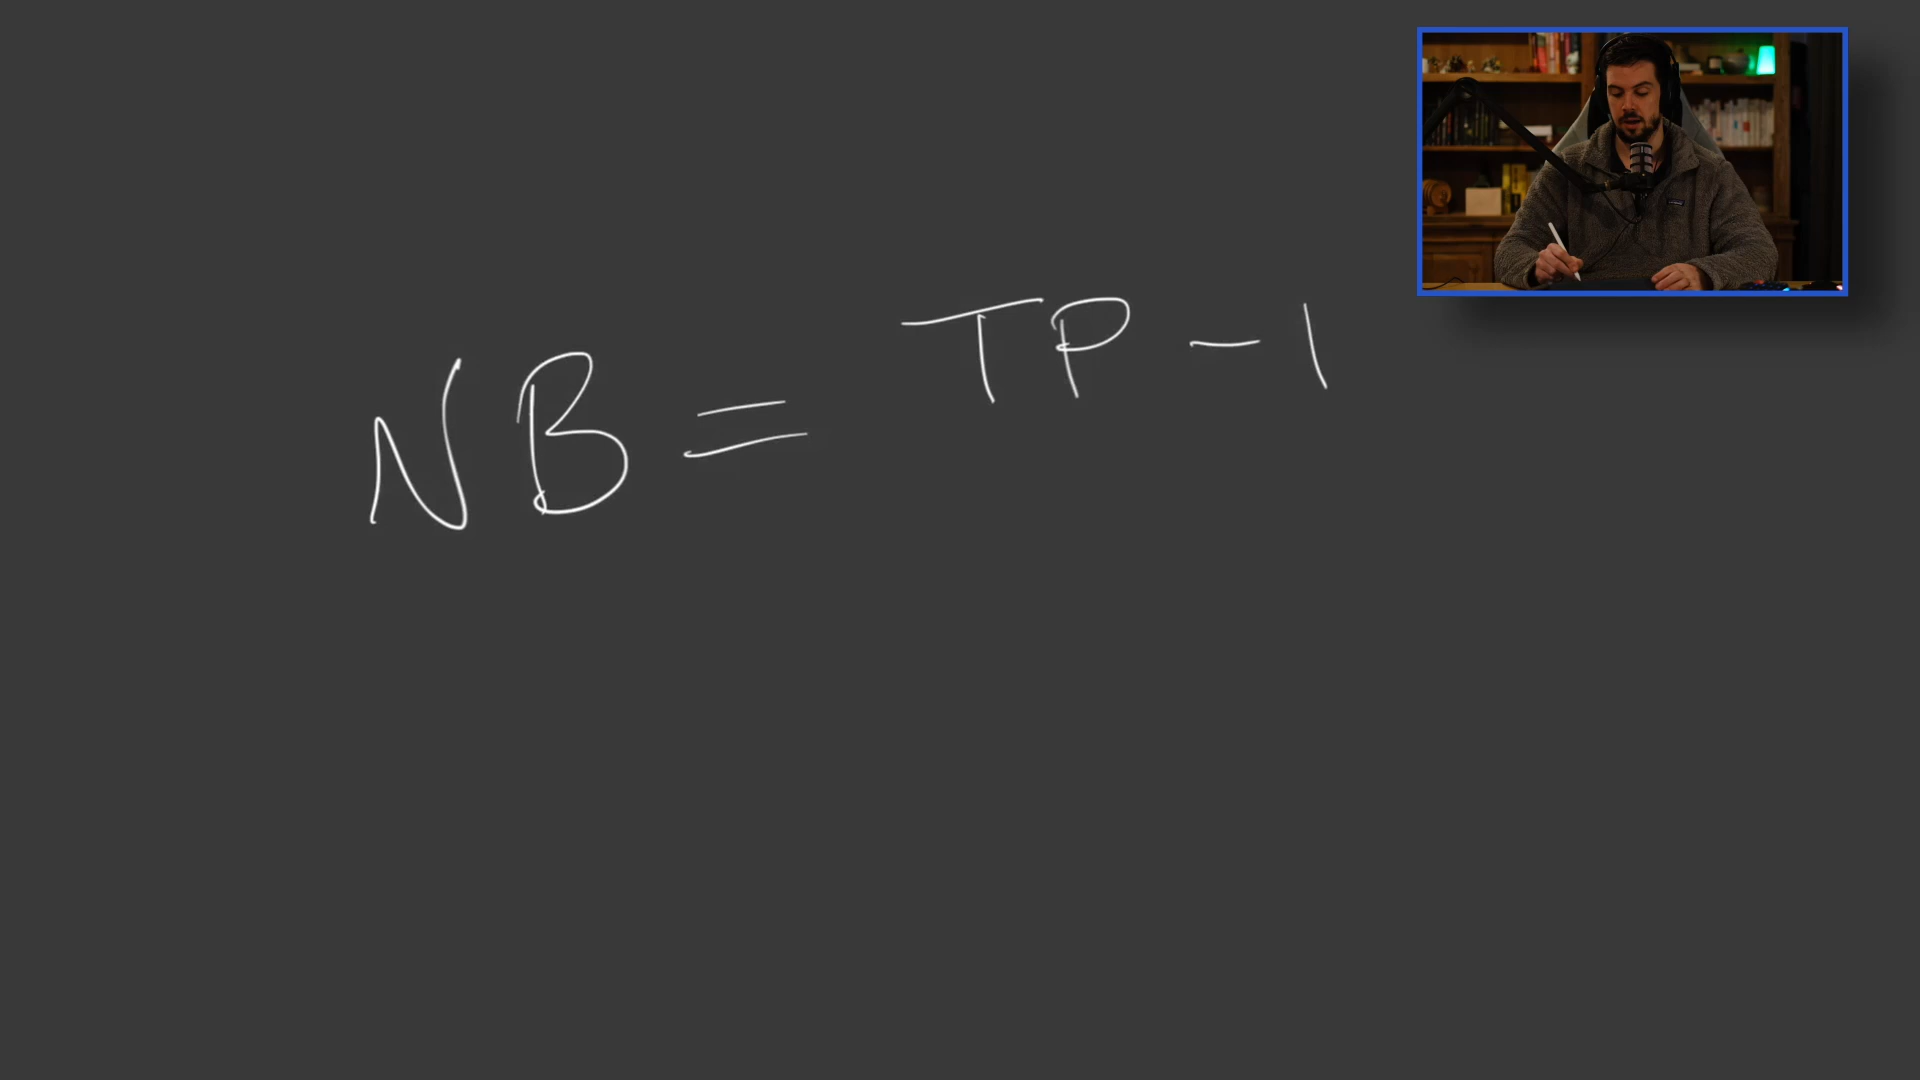 NB = TP - 1